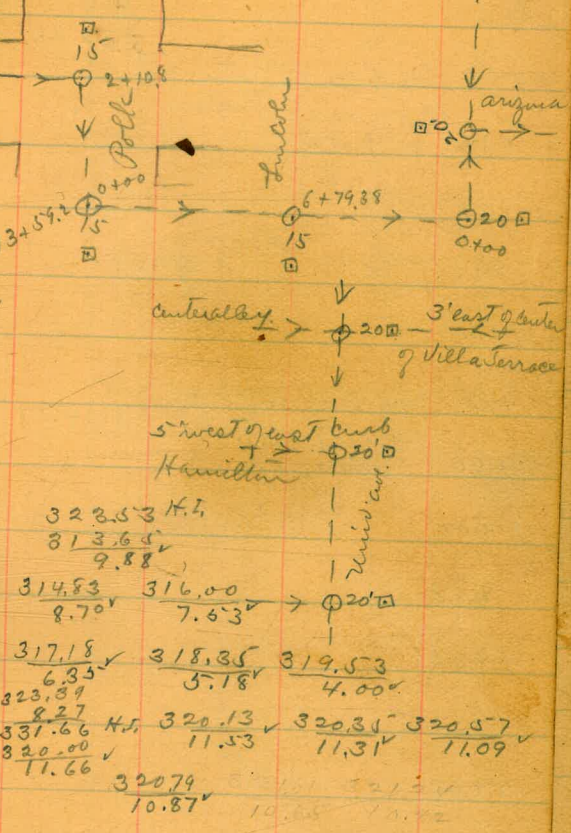 15
2+10.8
Polk
Lincoln
arizona
20
0+00
3+59.2
15
6+79.38
15
20
0+00
center alley
20
3' east of center
of Villa Terrace
5' west of east curb
Hamilton
20'
Univ. av.
323.53 H.I.
313.65
9.88
314.83 316.00
8.70 7.53
20'
317.18 318.35 319.53
6.35 5.18 4.00
323.39
8.27
331.66 H.I. 320.13 320.35 320.57
320.00 11.53 11.31 11.09
11.66
320.79
10.87